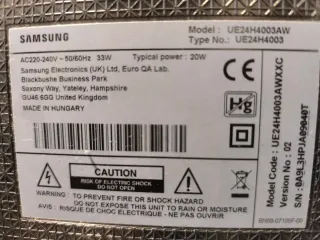 SAMSUNG
Model : UE24H4003AW
Type No.: UE24H4003
AC220-240V ~ 50/60Hz 33W
Typical power : 20W
Samsung Electronics (UK) Ltd, Euro QA Lab.
Blackbushe Business Park
Saxony Way, Yateley, Hampshire
GU46 6GG United Kingdom
MADE IN HUNGARY
CE
Hg
CAUTION
RISK OF ELECTRIC SHOCK
DO NOT OPEN
WARNING: TO PREVENT FIRE OR SHOCK HAZARD
DO NOT EXPOSE TO RAIN OR MOISTURE
AVIS : RISQUE DE CHOC ELECTRIQUE - NE PAS OUVRIR
Model Code : UE24H4003AWXXC
Version No : 02
S/N: